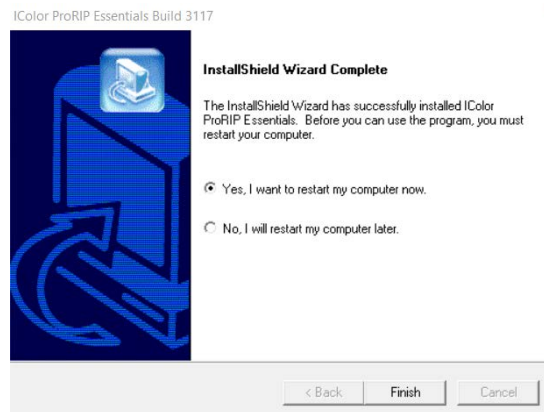 IColor ProRIP Essentials Build 3117
InstallShield Wizard Complete
The InstallShield Wizard has successfully installed IColor
ProRIP Essentials. Before you can use the program, you must
restart your computer.
Yes, I want to restart my computer now.
No, I will restart my computer later.
< Back
Finish
Cancel